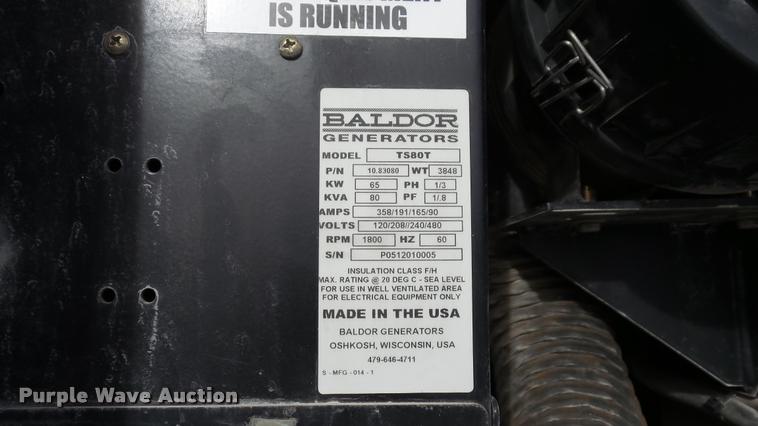 IS RUNNING
BALDOR
GENERATORS
MODEL TS80T
P/N 10.83080 WT 3848
KW 65 PH 1/3
KVA 80 PF 1/.8
AMPS 358/191/165/90
VOLTS 120/208//240/480
RPM 1800 HZ 60
S/N P0512010005
INSULATION CLASS F/H
MAX. RATING @ 20 DEG C - SEA LEVEL
FOR USE IN WELL VENTILATED AREA
FOR ELECTRICAL EQUIPMENT ONLY
MADE IN THE USA
BALDOR GENERATORS
OSHKOSH, WISCONSIN, USA
479-646-4711
S - MFG - 014 - 1
Purple Wave Auction